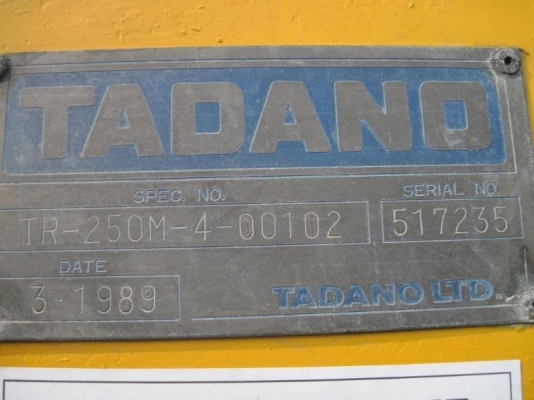 TADANO
SPEC. NO.
SERIAL NO
TR-250M-4-00102
517235
DATE
3·1989
TADANO LTD.